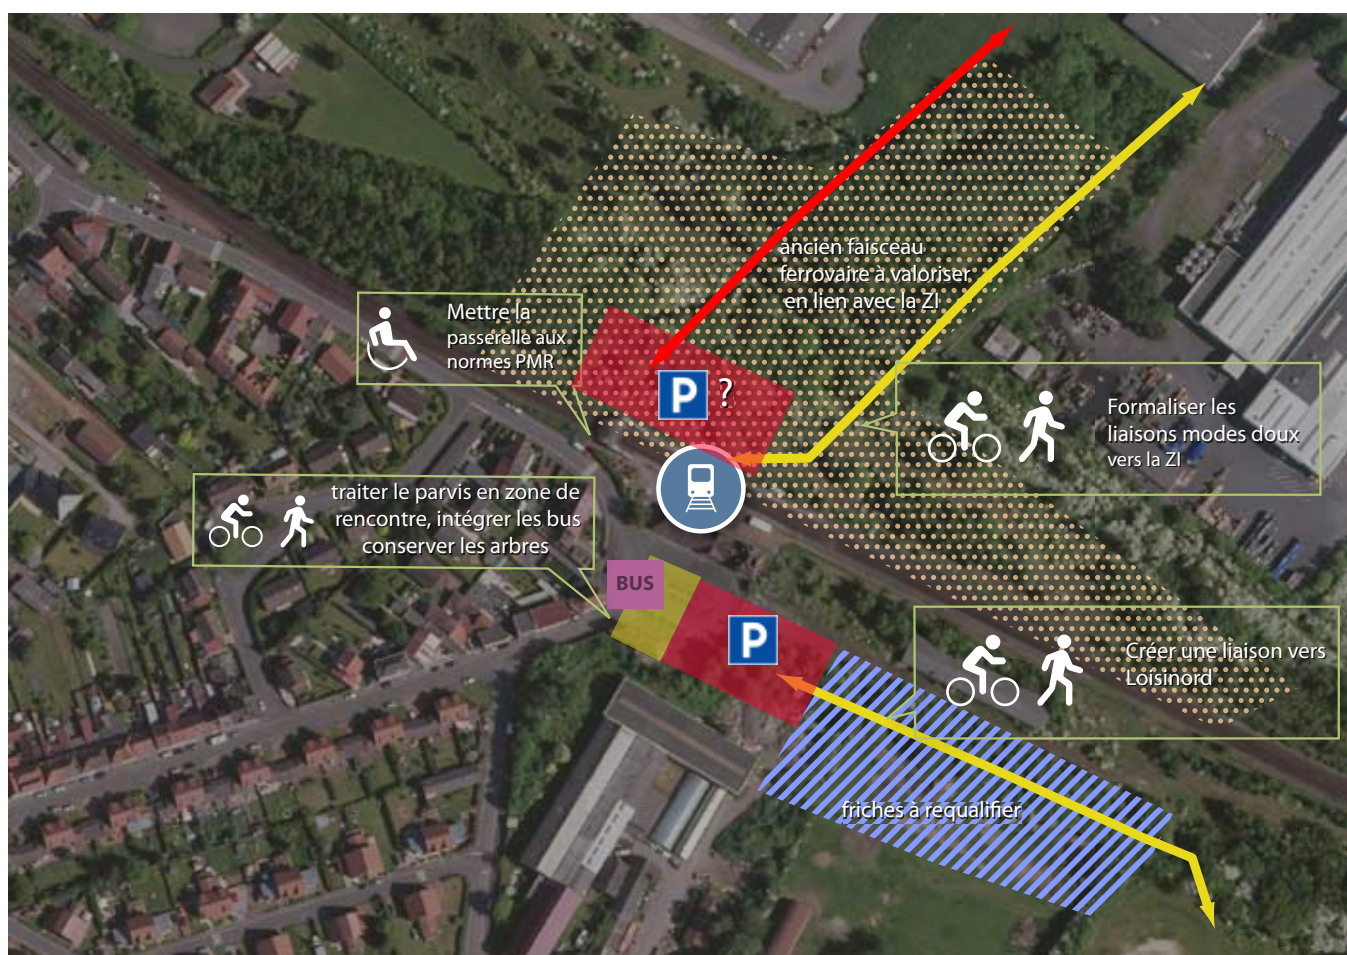 ancien faisceau
ferrovaire à valoriser
en lien avec la ZI
Mettre la
passerelle aux
normes PMR
P ?
Formaliser les
liaisons modes doux
vers la ZI
traiter le parvis en zone de
rencontre, intégrer les bus
conserver les arbres
BUS
P
Créer une liaison vers
Loisinord
friches à requalifier